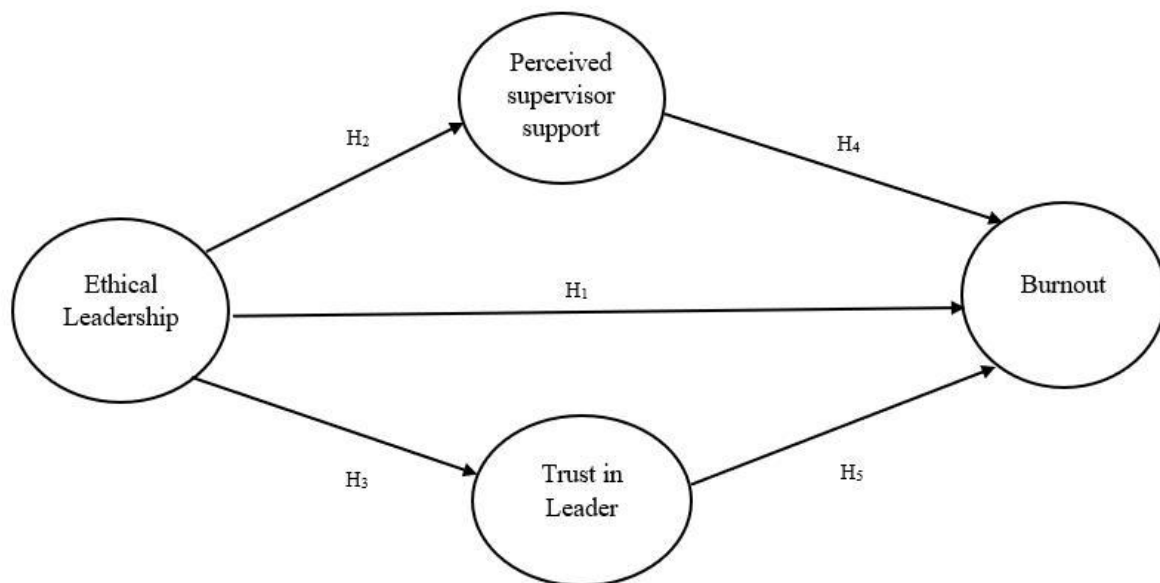 Perceived
supervisor
support
H₂
H₄
Ethical
Leadership
H₁
Burnout
H₃
Trust in
Leader
H₅